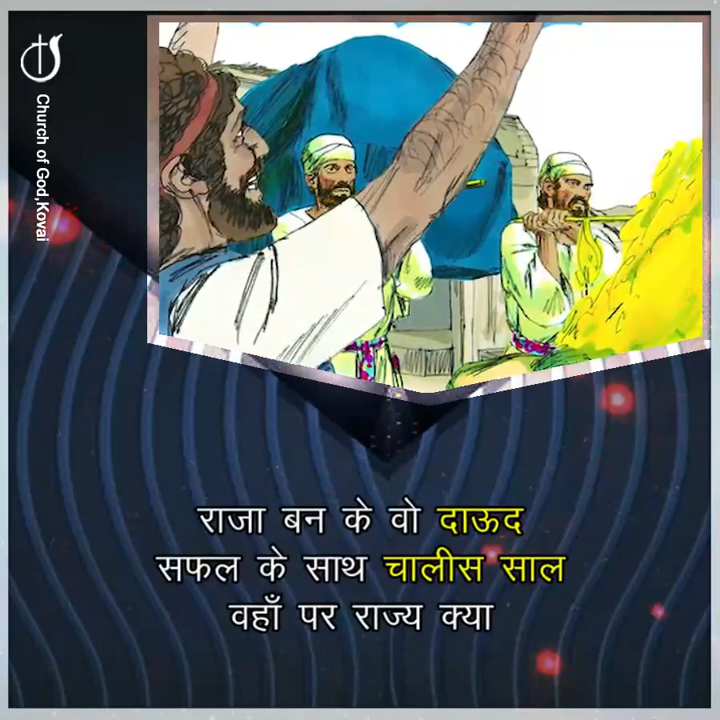 Church of God,Kovai
राजा बन के वो दाऊद
सफल के साथ चालीस साल
वहाँ पर राज्य क्या